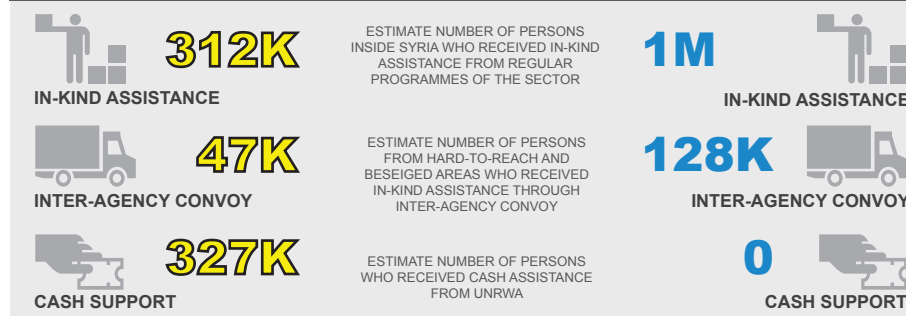 312K
IN-KIND ASSISTANCE
ESTIMATE NUMBER OF PERSONS
INSIDE SYRIA WHO RECEIVED IN-KIND
ASSISTANCE FROM REGULAR
PROGRAMMES OF THE SECTOR
1M
IN-KIND ASSISTANCE
47K
INTER-AGENCY CONVOY
ESTIMATE NUMBER OF PERSONS
FROM HARD-TO-REACH AND
BESEIGED AREAS WHO RECEIVED
IN-KIND ASSISTANCE THROUGH
INTER-AGENCY CONVOY
128K
INTER-AGENCY CONVOY
327K
CASH SUPPORT
ESTIMATE NUMBER OF PERSONS
WHO RECEIVED CASH ASSISTANCE
FROM UNRWA
0
CASH SUPPORT